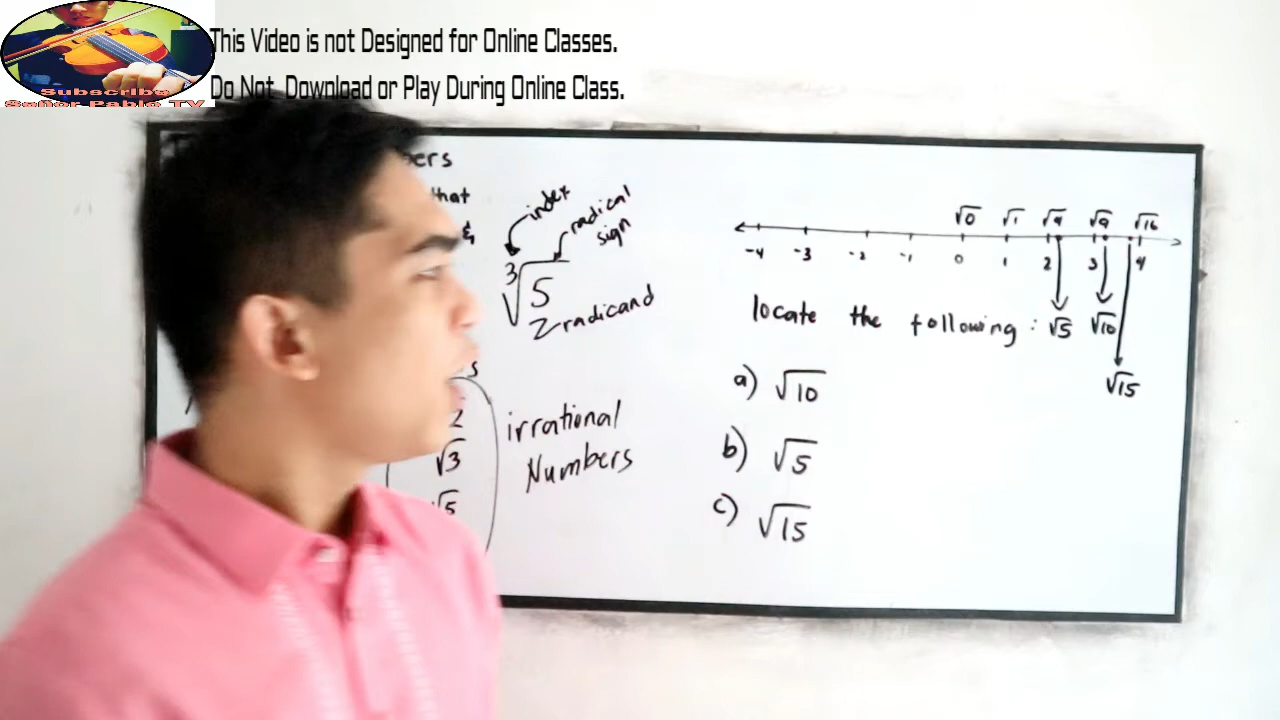 This Video is not Designed for Online Classes.
Do Not Download or Play During Online Class.
Subscribe
Señor Pablo TV
that
&
index
radical
sign
3√5
radicand
2
√3
√5
irrational
Numbers
√0 √1 √4 √9 √16
-4 -3 -2 -1 0 1 2 3 4
locate the following : √5 √10
√15
a) √10
b) √5
c) √15